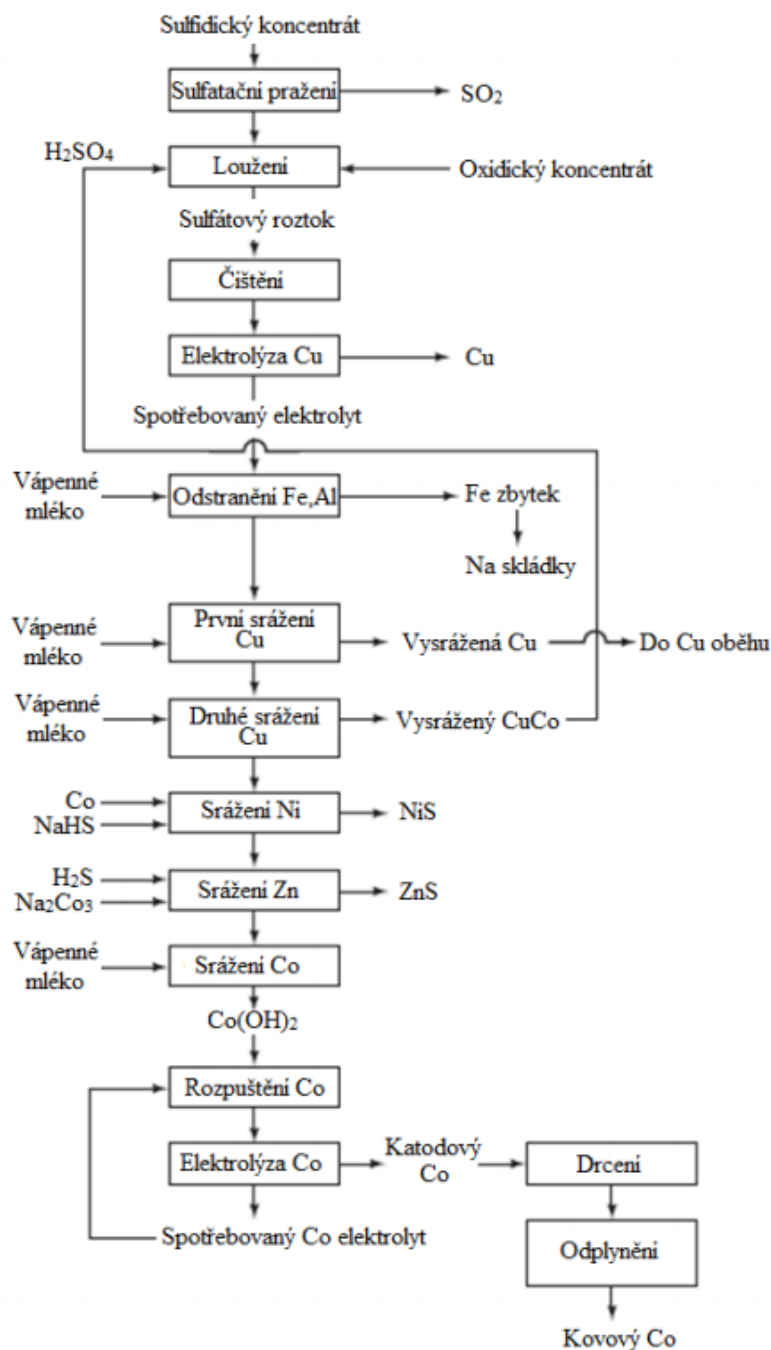 Sulfidický koncentrát
Sulfatační pražení
SO2
H2SO4
Loužení
Oxidický koncentrát
Sulfátový roztok
Čištění
Elektrolýza Cu
Cu
Spotřebovaný elektrolyt
Vápenné
mléko
Odstranění Fe,Al
Fe zbytek
Na skládky
Vápenné
mléko
První srážení
Cu
Vysrážená Cu
Do Cu oběhu
Vápenné
mléko
Druhé srážení
Cu
Vysrážený CuCo
Co
NaHS
Srážení Ni
NiS
H2S
Na2Co3
Srážení Zn
ZnS
Vápenné
mléko
Srážení Co
Co(OH)2
Rozpuštění Co
Elektrolýza Co
Katodový
Co
Drcení
Spotřebovaný Co elektrolyt
Odplynění
Kovový Co